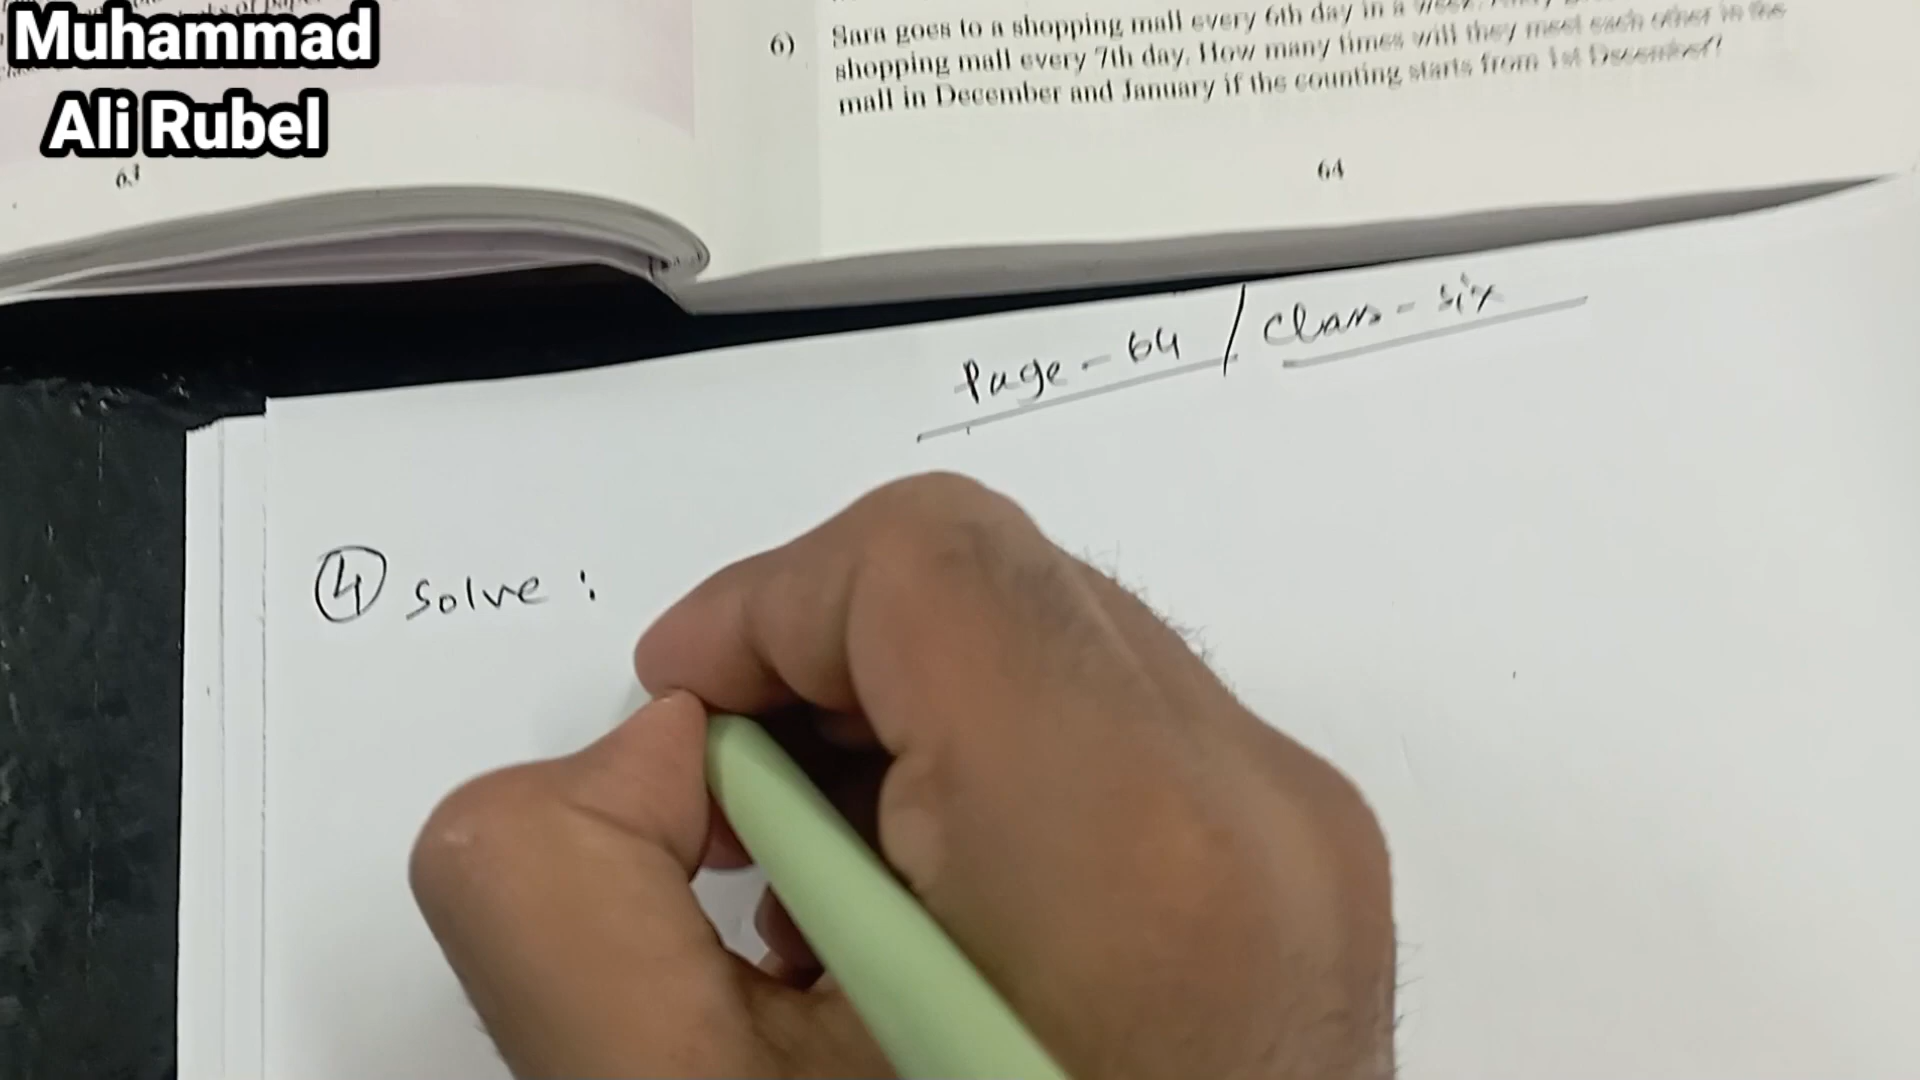 Muhammad
Ali Rubel
63
6) Sara goes to a shopping mall every 6th day in a week.
shopping mall every 7th day. How many times will they meet each other in the
mall in December and January if the counting starts from 1st December?
64
Page - 64 / Class - six
④ Solve :